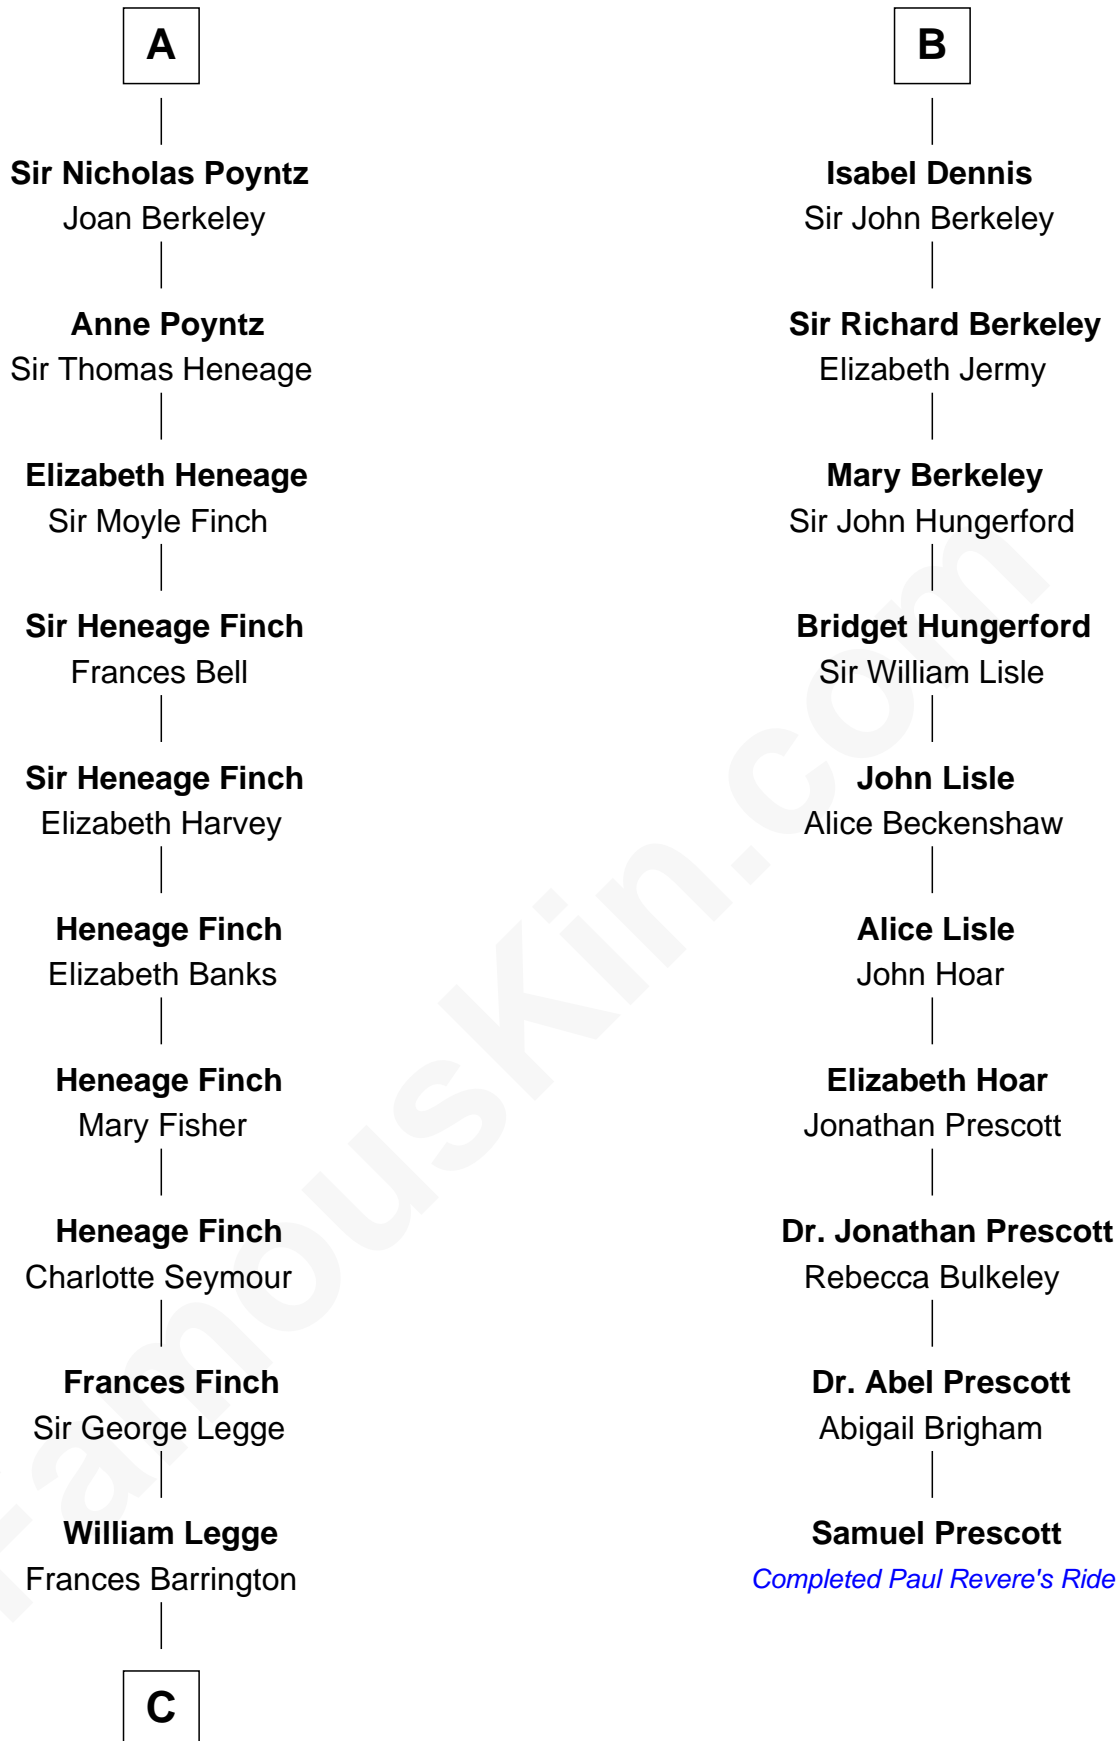 A
Sir Nicholas Poyntz
Joan Berkeley
Anne Poyntz
Sir Thomas Heneage
Elizabeth Heneage
Sir Moyle Finch
Sir Heneage Finch
Frances Bell
Sir Heneage Finch
Elizabeth Harvey
Heneage Finch
Elizabeth Banks
Heneage Finch
Mary Fisher
Heneage Finch
Charlotte Seymour
Frances Finch
Sir George Legge
William Legge
Frances Barrington
C
B
Isabel Dennis
Sir John Berkeley
Sir Richard Berkeley
Elizabeth Jermy
Mary Berkeley
Sir John Hungerford
Bridget Hungerford
Sir William Lisle
John Lisle
Alice Beckenshaw
Alice Lisle
John Hoar
Elizabeth Hoar
Jonathan Prescott
Dr. Jonathan Prescott
Rebecca Bulkeley
Dr. Abel Prescott
Abigail Brigham
Samuel Prescott
Completed Paul Revere's Ride
FamousKin.com